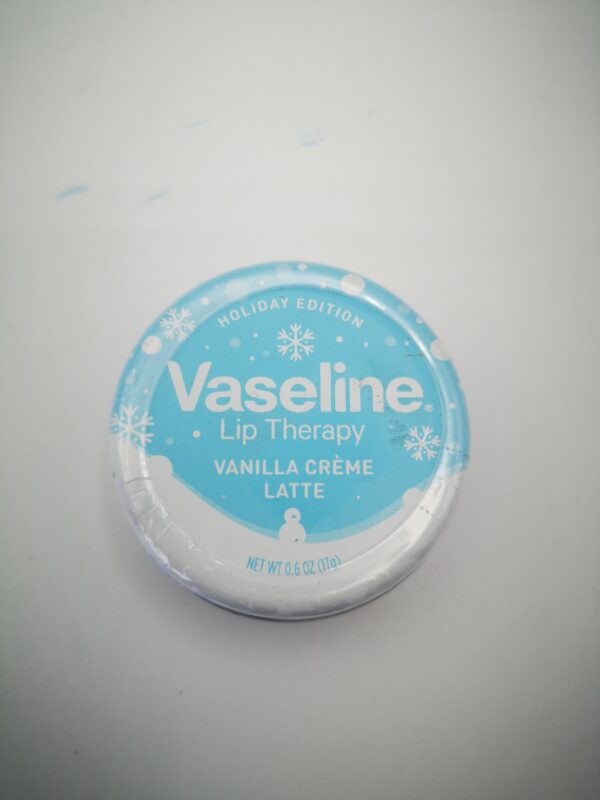 HOLIDAY EDITION
Vaseline®
Lip Therapy
VANILLA CRÈME
LATTE
NET WT 0.6 OZ (17g)